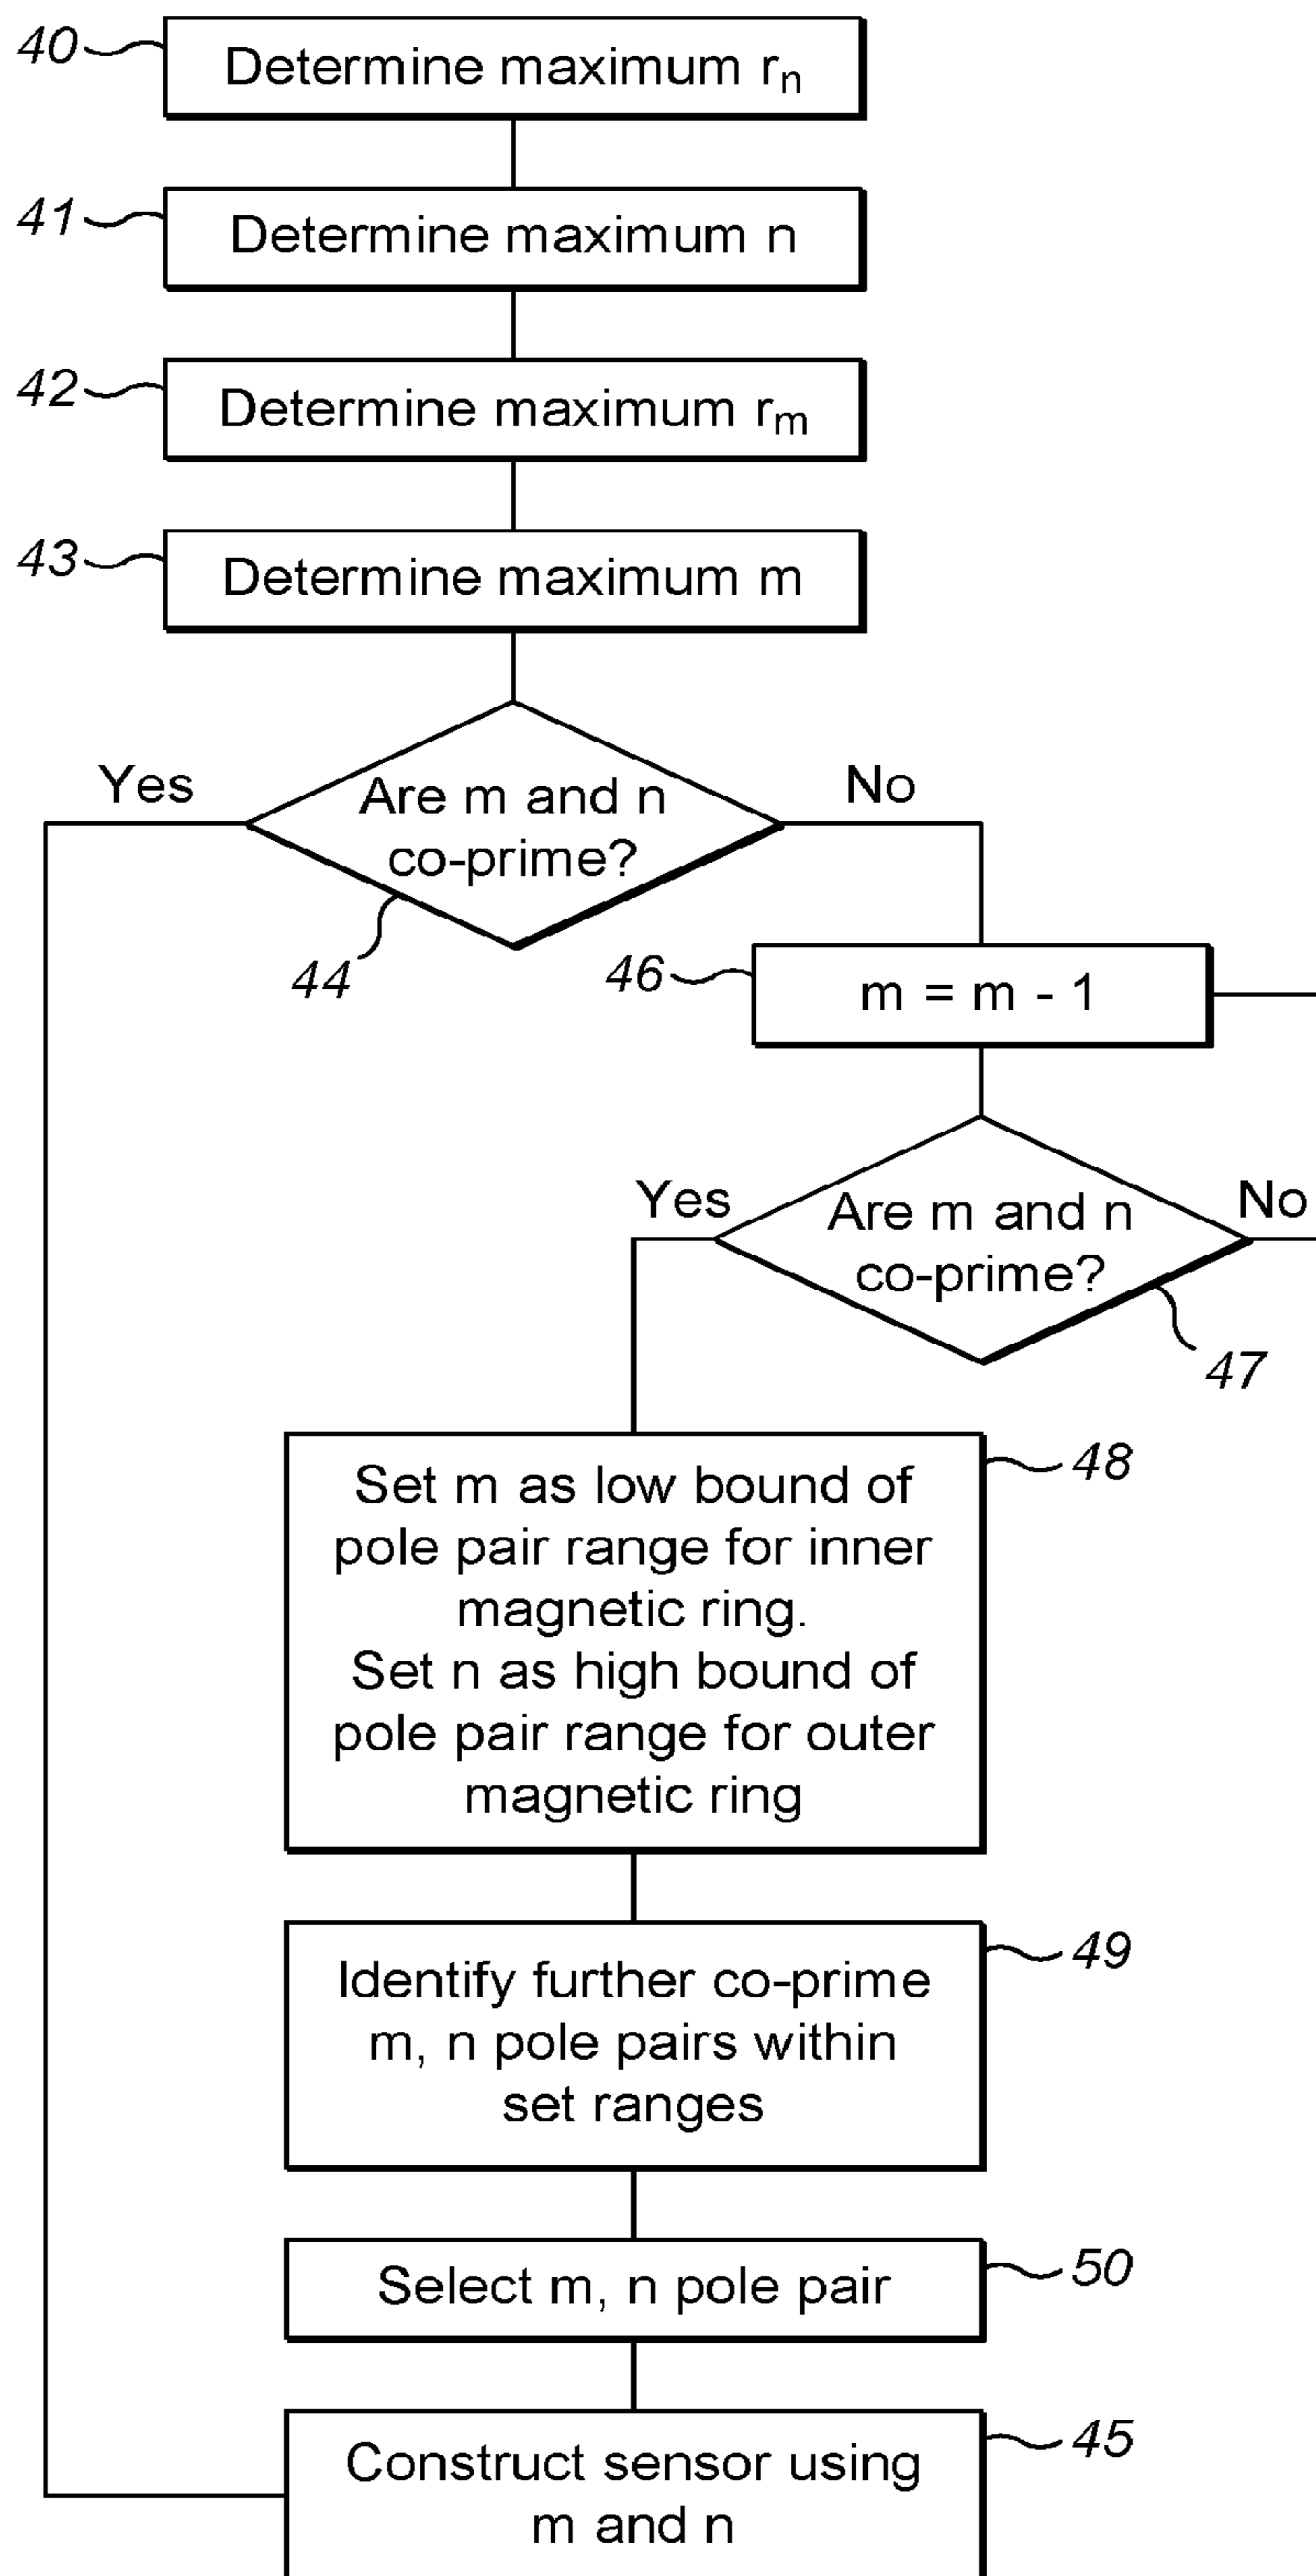 40
Determine maximum rn
41
Determine maximum n
42
Determine maximum rm
43
Determine maximum m
Yes
No
Are m and n
co-prime?
44
46
m = m - 1
Yes
No
Are m and n
co-prime?
47
48
Set m as low bound of
pole pair range for inner
magnetic ring.
Set n as high bound of
pole pair range for outer
magnetic ring
49
Identify further co-prime
m, n pole pairs within
set ranges
50
Select m, n pole pair
45
Construct sensor using
m and n